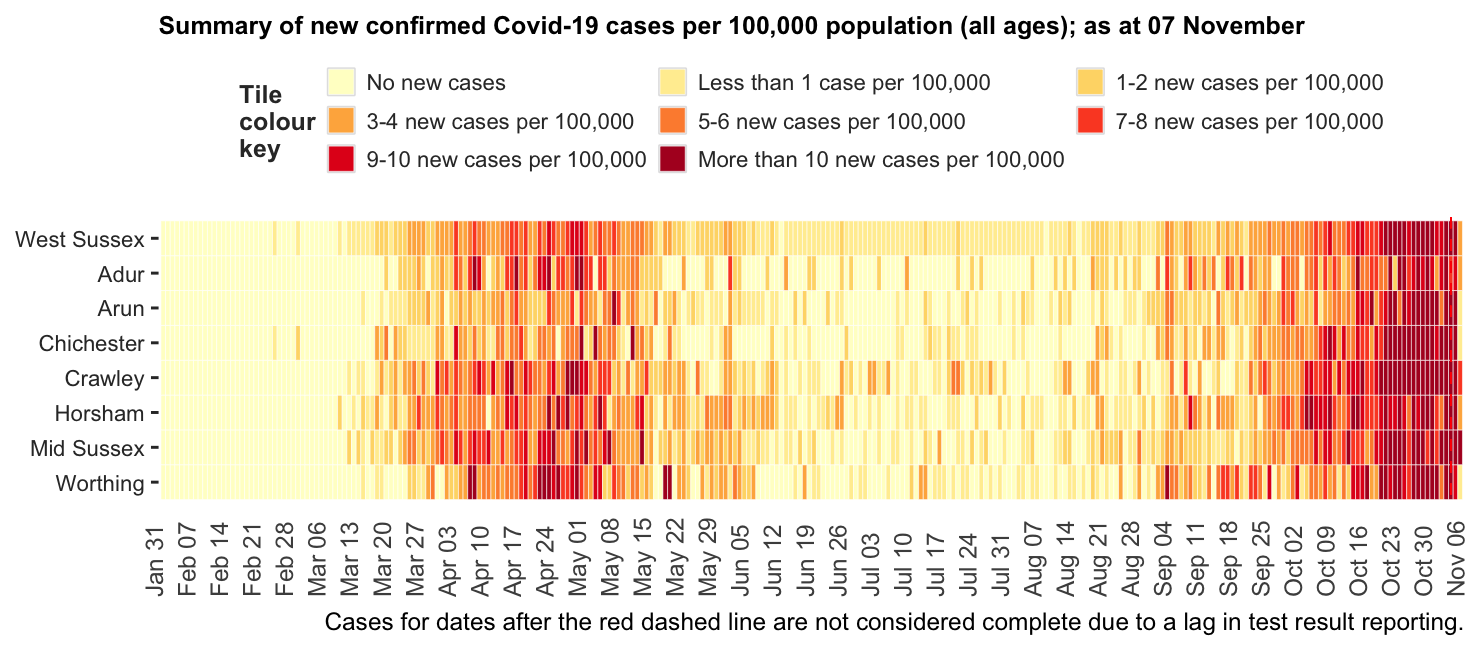 Summary of new confirmed Covid-19 cases per 100,000 population (all ages); as at 07 November
Tile
colour
key
No new cases
Less than 1 case per 100,000
1-2 new cases per 100,000
3-4 new cases per 100,000
5-6 new cases per 100,000
7-8 new cases per 100,000
9-10 new cases per 100,000
More than 10 new cases per 100,000
West Sussex
Adur
Arun
Chichester
Crawley
Horsham
Mid Sussex
Worthing
Jan 31
Feb 07
Feb 14
Feb 21
Feb 28
Mar 06
Mar 13
Mar 20
Mar 27
Apr 03
Apr 10
Apr 17
Apr 24
May 01
May 08
May 15
May 22
May 29
Jun 05
Jun 12
Jun 19
Jun 26
Jul 03
Jul 10
Jul 17
Jul 24
Jul 31
Aug 07
Aug 14
Aug 21
Aug 28
Sep 04
Sep 11
Sep 18
Sep 25
Oct 02
Oct 09
Oct 16
Oct 23
Oct 30
Nov 06
Cases for dates after the red dashed line are not considered complete due to a lag in test result reporting.